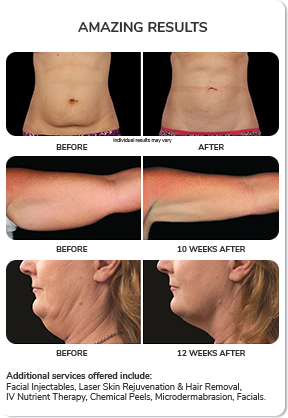 AMAZING RESULTS
individual results may vary
BEFORE AFTER
BEFORE 10 WEEKS AFTER
BEFORE 12 WEEKS AFTER
Additional services offered include:
Facial Injectables, Laser Skin Rejuvenation & Hair Removal,
IV Nutrient Therapy, Chemical Peels, Microdermabrasion, Facials.